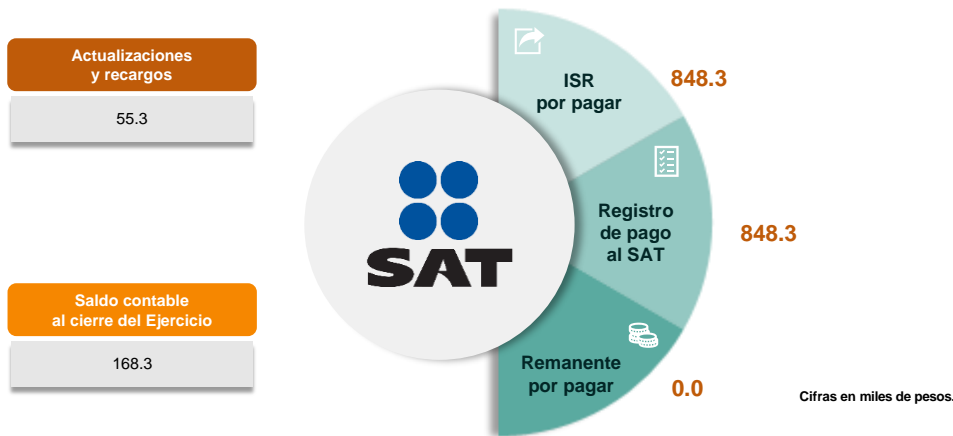 Actualizaciones
y recargos
55.3
Saldo contable
al cierre del Ejercicio
168.3
SAT
ISR
por pagar
848.3
Registro
de pago
al SAT
848.3
Remanente
por pagar
0.0
Cifras en miles de pesos.